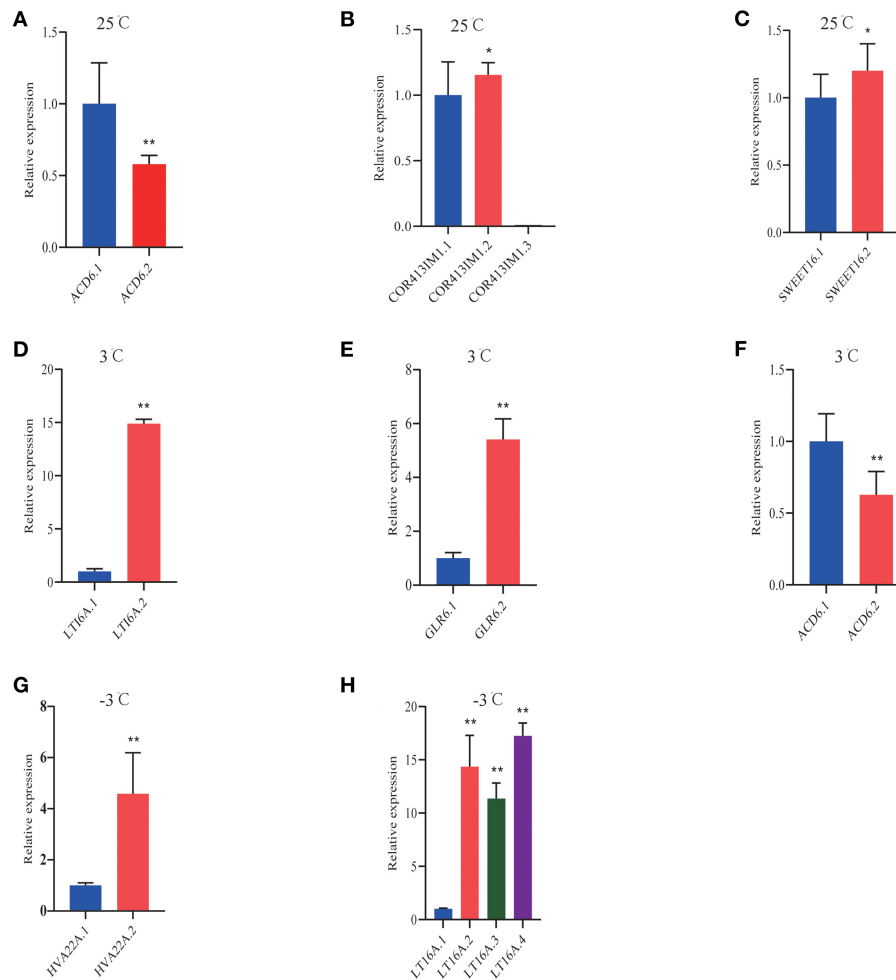 A
25℃
Relative expression
1.5
1.0
0.5
0.0
**
ACD6.1
ACD6.2
B
25℃
Relative expression
1.5
1.0
0.5
0.0
*
COR413IM1.1
COR413IM1.2
COR413IM1.3
C
25℃
Relative expression
1.5
1.0
0.5
0.0
*
SWEET16.1
SWEET16.2
D
3℃
Relative expression
20
15
10
5
0
**
LTI6A.1
LTI6A.2
E
3℃
Relative expression
8
6
4
2
0
**
GLR6.1
GLR6.2
F
3℃
Relative expression
1.5
1.0
0.5
0.0
**
ACD6.1
ACD6.2
G
-3℃
Relative expression
8
6
4
2
0
**
HVA22A.1
HVA22A.2
H
-3℃
Relative expression
20
15
10
5
0
**
**
**
LT16A.1
LT16A.2
LT16A.3
LT16A.4